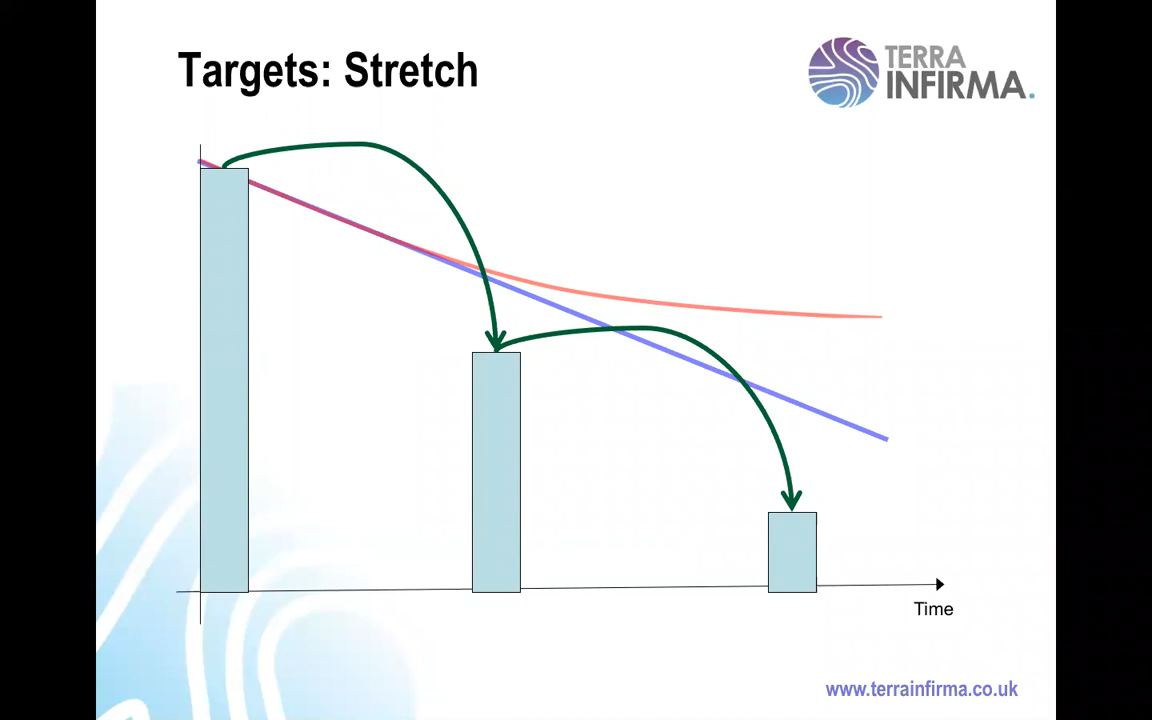 Targets: Stretch
TERRA
INFIRMA.
Time
www.terrainfirma.co.uk